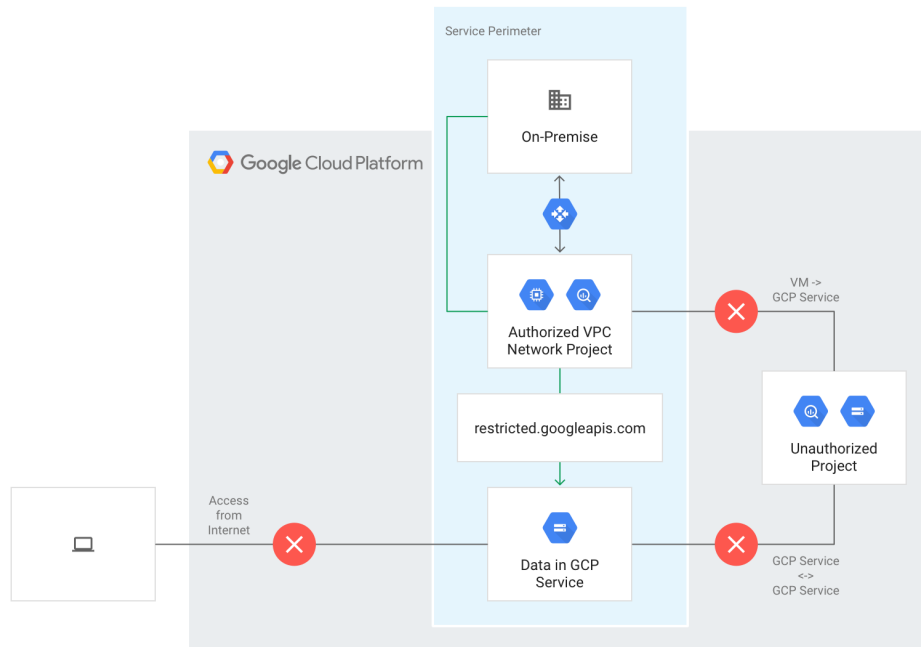 Service Perimeter
On-Premise
Google Cloud Platform
VM ->
GCP Service
Authorized VPC
Network Project
restricted.googleapis.com
Unauthorized
Project
Access
from
Internet
Data in GCP
Service
GCP Service
<->
GCP Service